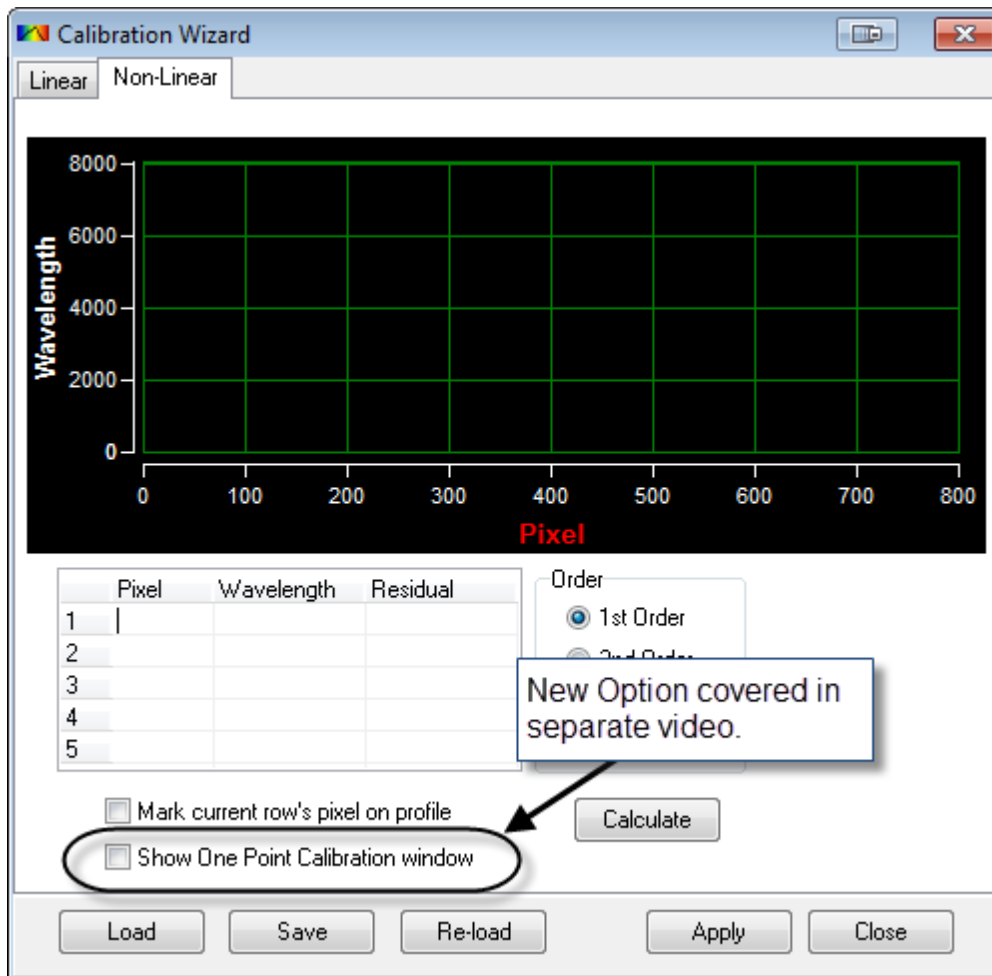 Calibration Wizard
Linear
Non-Linear
8000
6000
4000
2000
0
Wavelength
0 100 200 300 400 500 600 700 800
Pixel
Pixel Wavelength Residual
1
2
3
4
5
Order
1st Order
2nd Order
New Option covered in
separate video.
Mark current row's pixel on profile
Show One Point Calibration window
Calculate
Load Save Re-load Apply Close